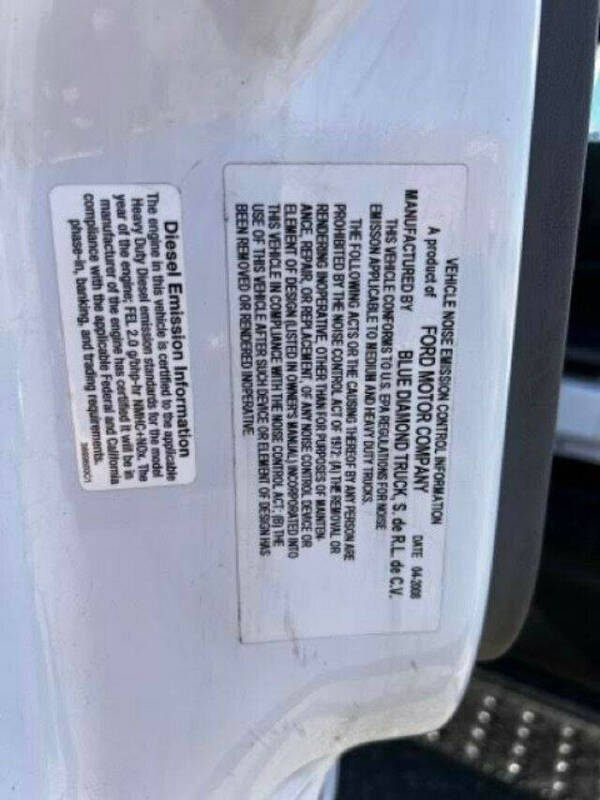 VEHICLE NOISE EMISSION CONTROL INFORMATION
A product of FORD MOTOR COMPANY DATE 04-2008
MANUFACTURED BY BLUE DIAMOND TRUCK, S. de R.L. de C.V.
THIS VEHICLE CONFORMS TO U.S. EPA REGULATIONS FOR NOISE
EMISSION APPLICABLE TO MEDIUM AND HEAVY DUTY TRUCKS.
THE FOLLOWING ACTS OR THE CAUSING THEREOF BY ANY PERSON ARE
PROHIBITED BY THE NOISE CONTROL ACT OF 1972: (A) THE REMOVAL OR
RENDERING INOPERATIVE, OTHER THAN FOR PURPOSES OF MAINTEN-
ANCE, REPAIR, OR REPLACEMENT, OF ANY NOISE CONTROL DEVICE OR
ELEMENT OF DESIGN (LISTED IN OWNER'S MANUAL) INCORPORATED INTO
THIS VEHICLE IN COMPLIANCE WITH THE NOISE CONTROL ACT; (B) THE
USE OF THIS VEHICLE AFTER SUCH DEVICE OR ELEMENT OF DESIGN HAS
BEEN REMOVED OR RENDERED INOPERATIVE
Diesel Emission Information
The engine in this vehicle is certified to the applicable
Heavy Duty Diesel emission standards for the model
year of the engine; FEL 2.0 g/bhp-hr NMHC+NOx. The
manufacturer of the engine has certified it will be in
compliance with the applicable Federal and California
phase-in, banking, and trading requirements.